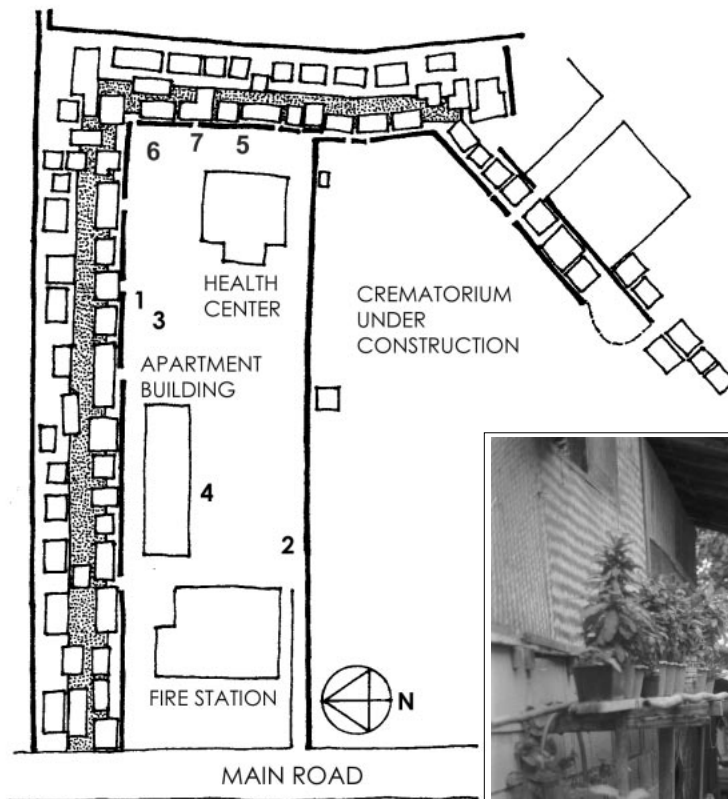 6
7
5
HEALTH
CENTER
1
3
CREMATORIUM
UNDER
CONSTRUCTION
APARTMENT
BUILDING
4
2
FIRE STATION
N
MAIN ROAD